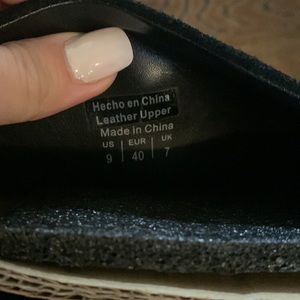 Hecho en China
Leather Upper
Made in China
US | EUR | UK
9 | 40 | 7